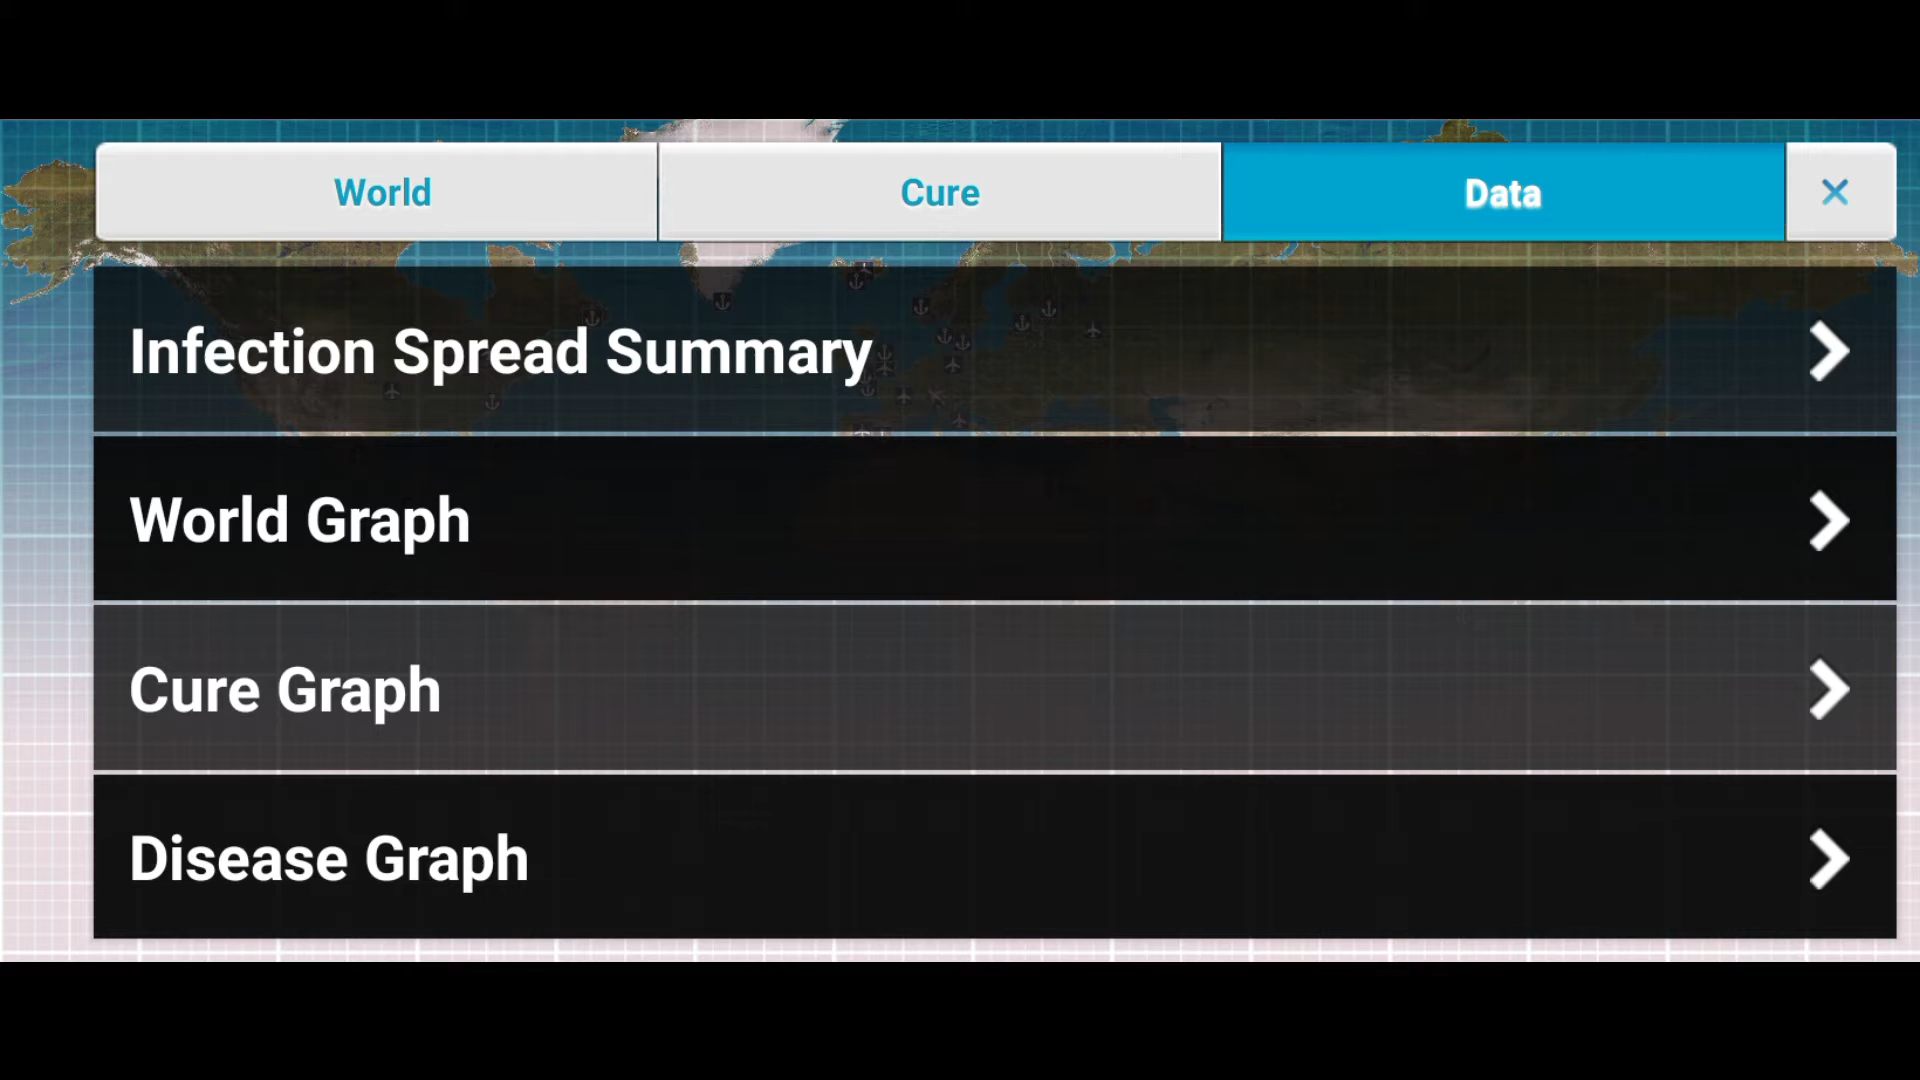 World
Cure
Data
Infection Spread Summary
World Graph
Cure Graph
Disease Graph